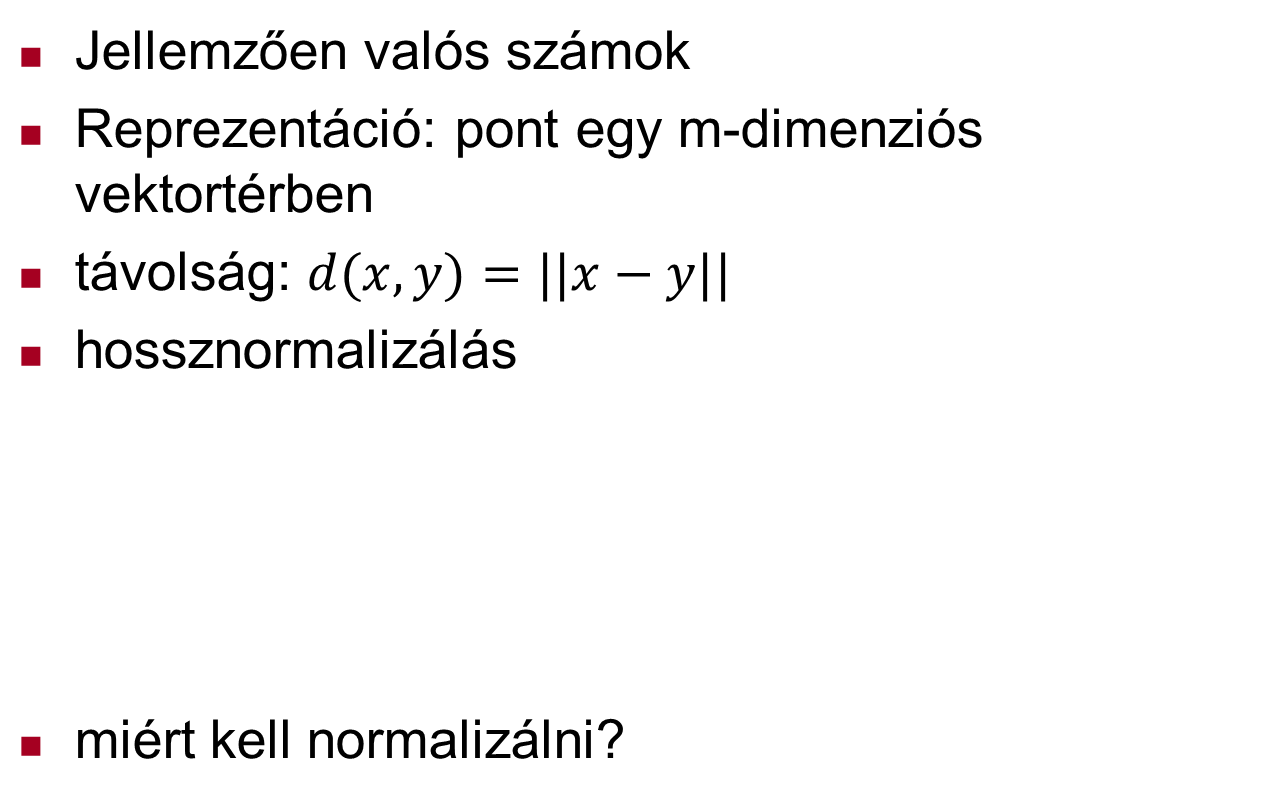 ▪ Jellemzően valós számok
▪ Reprezentáció: pont egy m-dimenziós
vektortérben
▪ távolság: 𝑑(𝑥, 𝑦) = ||𝑥 − 𝑦||
▪ hossznormalizálás
▪ miért kell normalizálni?